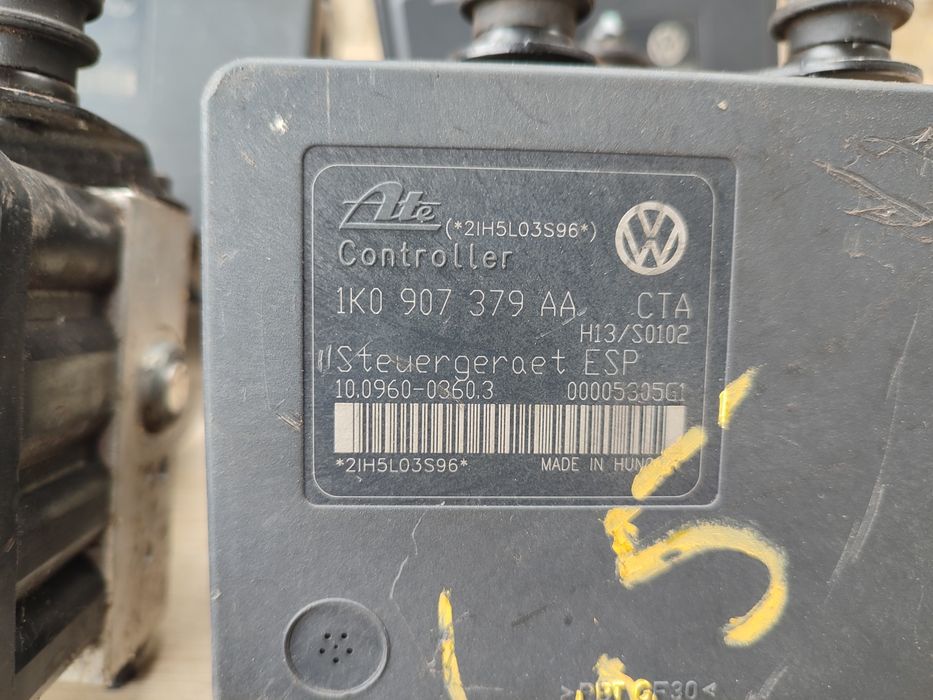 Ate (*2IH5L03S96*)
Controller
1K0 907 379 AA CTA
H13/S0102
Steuergeraet ESP
10.0960-0360.3 00005305G1
*2IH5L03S96* MADE IN
5